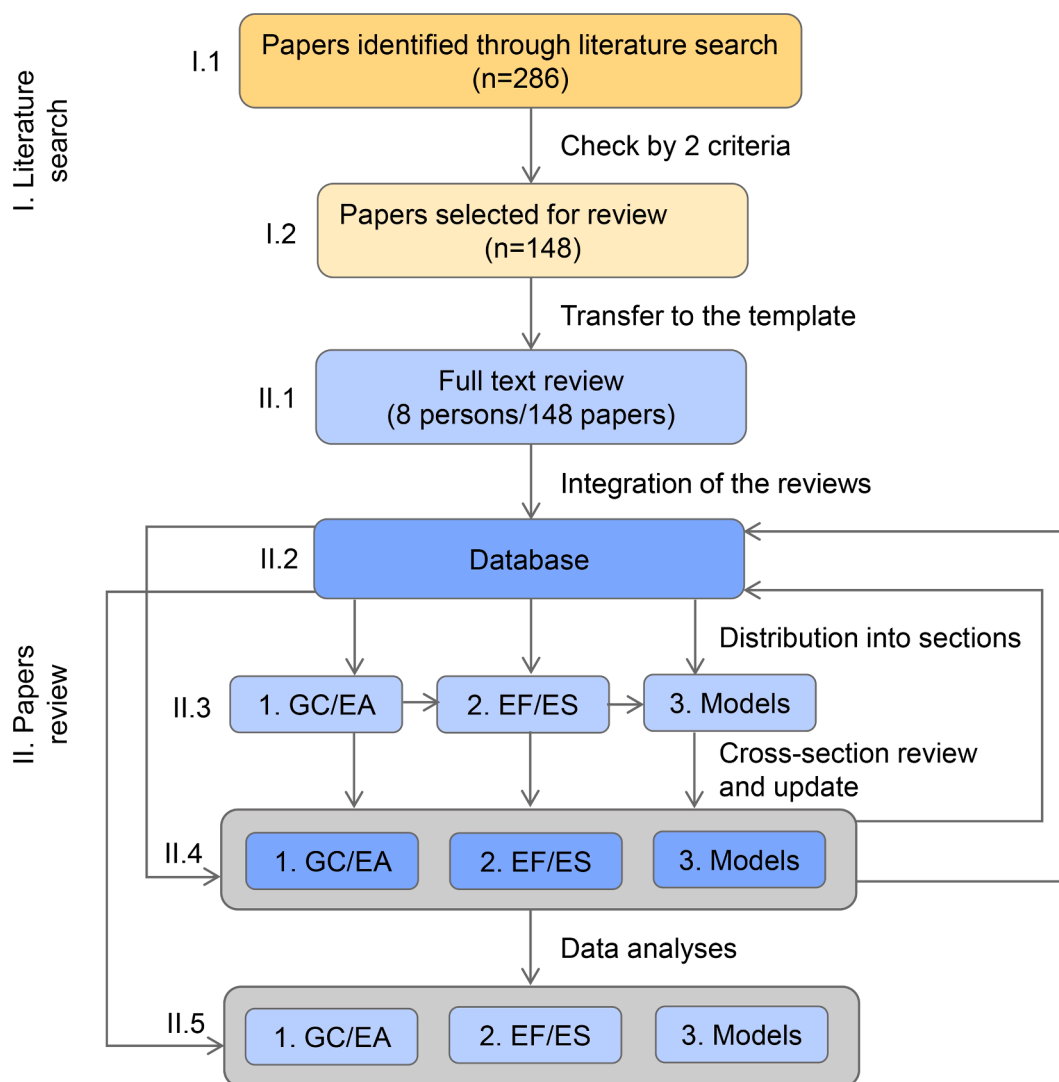 I. Literature
search
I.1
Papers identified through literature search
(n=286)
Check by 2 criteria
I.2
Papers selected for review
(n=148)
Transfer to the template
II. Papers
review
II.1
Full text review
(8 persons/148 papers)
Integration of the reviews
II.2
Database
Distribution into sections
II.3
1. GC/EA
2. EF/ES
3. Models
Cross-section review
and update
II.4
1. GC/EA
2. EF/ES
3. Models
Data analyses
II.5
1. GC/EA
2. EF/ES
3. Models